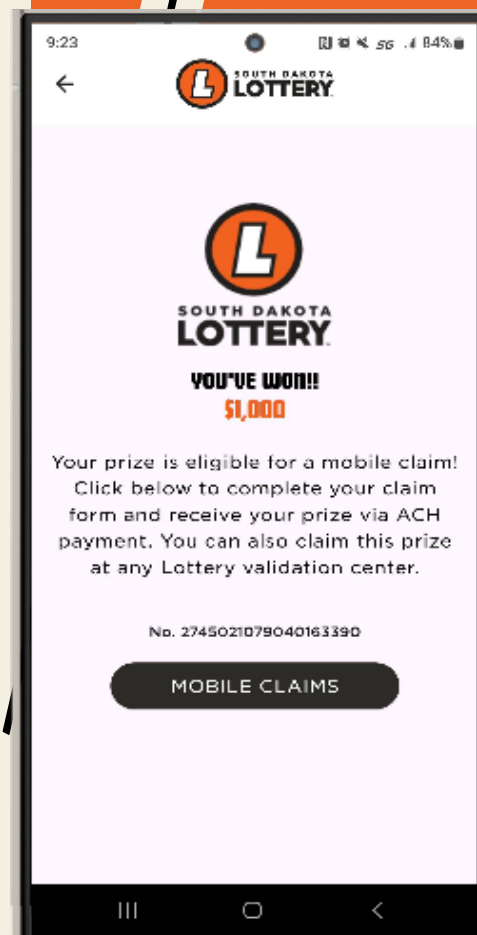 9:23
5G 84%
L SOUTH DAKOTA
LOTTERY
L
SOUTH DAKOTA
LOTTERY
YOU'VE WON!!
$1,000
Your prize is eligible for a mobile claim!
Click below to complete your claim
form and receive your prize via ACH
payment. You can also claim this prize
at any Lottery validation center.
No. 2745021079040163390
MOBILE CLAIMS